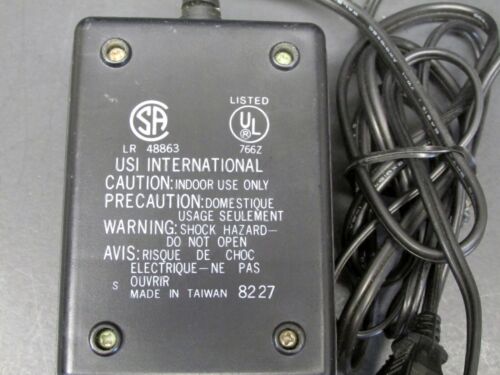 LISTED
SA
UL
®
LR 48863
766Z
USI INTERNATIONAL
CAUTION: INDOOR USE ONLY
PRECAUTION: DOMESTIQUE
USAGE SEULEMENT
WARNING: SHOCK HAZARD—
DO NOT OPEN
AVIS: RISQUE DE CHOC
ELECTRIQUE—NE PAS
S OUVRIR
MADE IN TAIWAN 8227